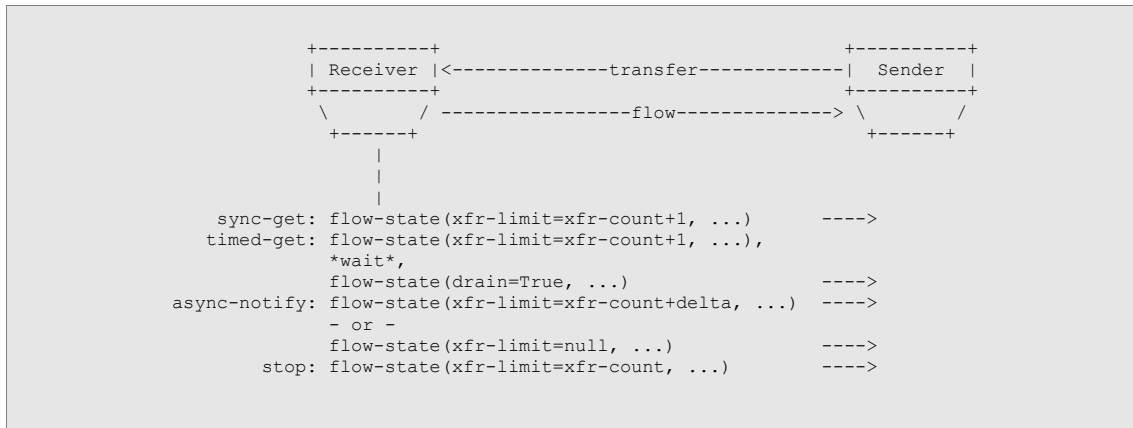 +----------+                                   +----------+
| Receiver |<--------------transfer-------------|  Sender  |
+----------+                                   +----------+
 \        / -----------------flow--------------> \        /
  +------+                                        +------+
      |
      |
      |
sync-get: flow-state(xfr-limit=xfr-count+1, ...)      ---->
timed-get: flow-state(xfr-limit=xfr-count+1, ...),
*wait*,
flow-state(drain=True, ...)               ---->
async-notify: flow-state(xfr-limit=xfr-count+delta, ...)  ---->
- or -
flow-state(xfr-limit=null, ...)           ---->
stop: flow-state(xfr-limit=xfr-count, ...)        ---->